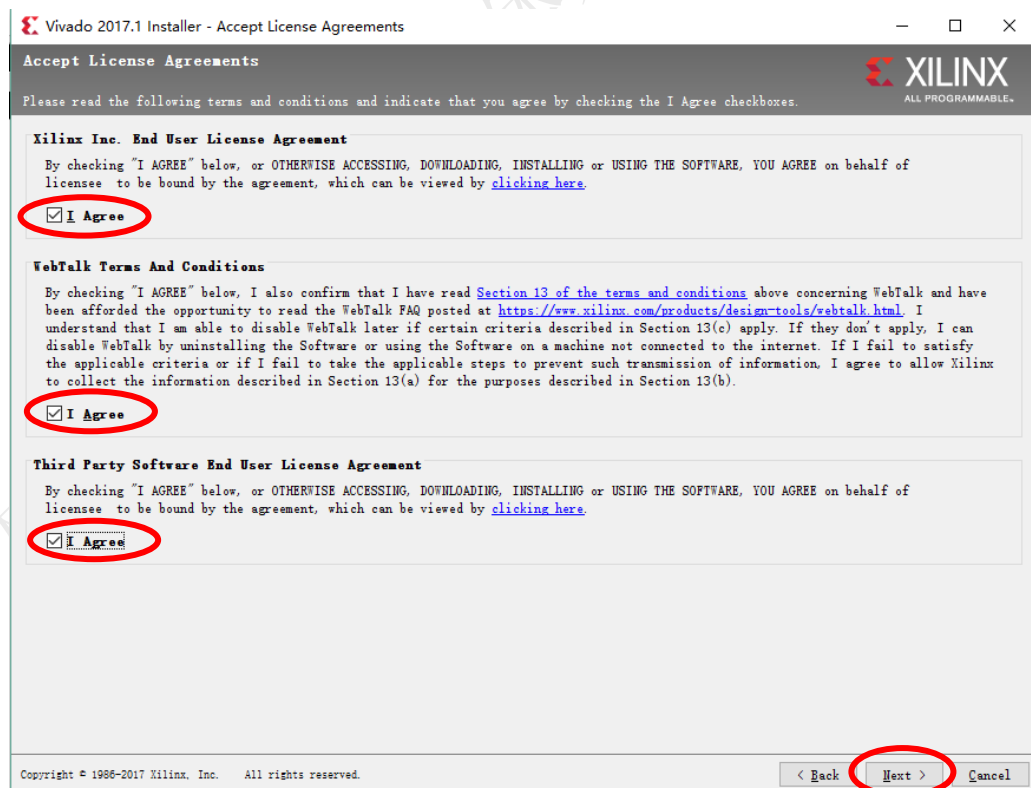 Vivado 2017.1 Installer - Accept License Agreements
Accept License Agreements
XILINX
ALL PROGRAMMABLE.
Please read the following terms and conditions and indicate that you agree by checking the I Agree checkboxes.
Xilinx Inc. End User License Agreement
By checking "I AGREE" below, or OTHERWISE ACCESSING, DOWNLOADING, INSTALLING or USING THE SOFTWARE, YOU AGREE on behalf of
licensee to be bound by the agreement, which can be viewed by clicking here.
I Agree
WebTalk Terms And Conditions
By checking "I AGREE" below, I also confirm that I have read Section 13 of the terms and conditions above concerning WebTalk and have
been afforded the opportunity to read the WebTalk FAQ posted at https://www.xilinx.com/products/design-tools/webtalk.html. I
understand that I am able to disable WebTalk later if certain criteria described in Section 13(c) apply. If they don't apply, I can
disable WebTalk by uninstalling the Software or using the Software on a machine not connected to the internet. If I fail to satisfy
the applicable criteria or if I fail to take the applicable steps to prevent such transmission of information, I agree to allow Xilinx
to collect the information described in Section 13(a) for the purposes described in Section 13(b).
I Agree
Third Party Software End User License Agreement
By checking "I AGREE" below, or OTHERWISE ACCESSING, DOWNLOADING, INSTALLING or USING THE SOFTWARE, YOU AGREE on behalf of
licensee to be bound by the agreement, which can be viewed by clicking here.
I Agree
Copyright © 1986-2017 Xilinx, Inc. All rights reserved.
< Back Next > Cancel